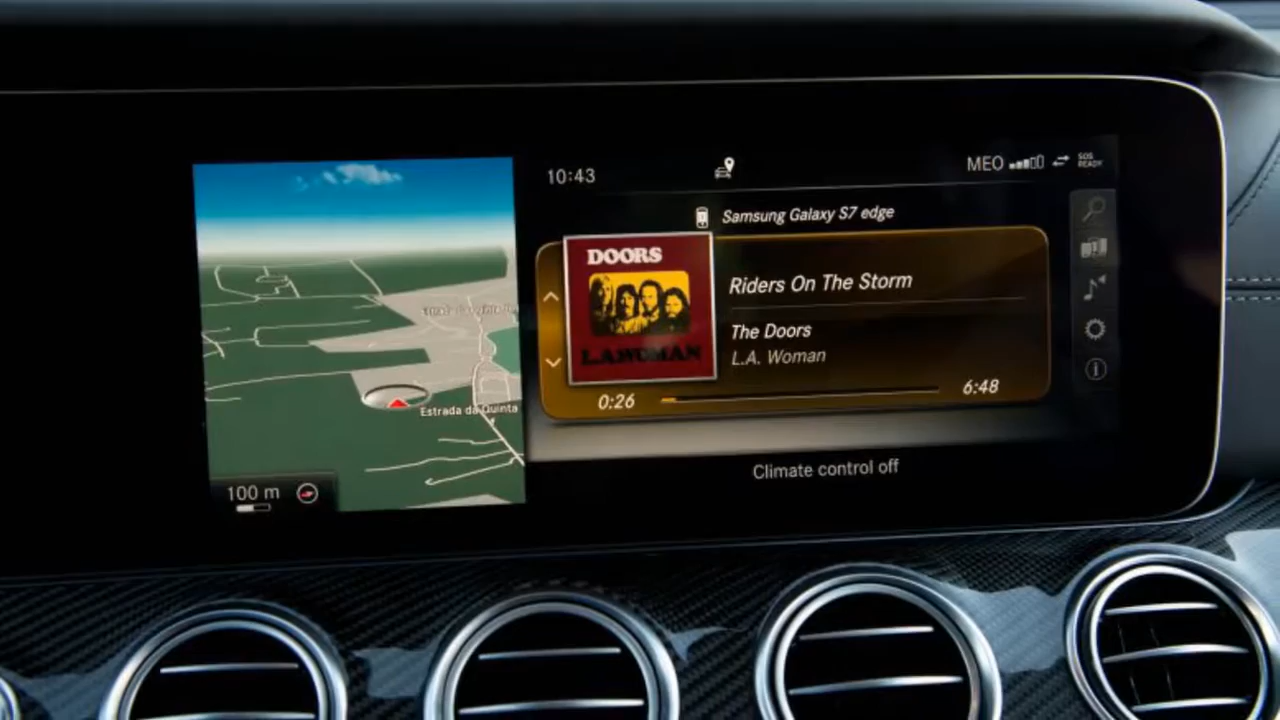 10:43
MEO
SOS
READY
Samsung Galaxy S7 edge
DOORS
L.A.WOMAN
Riders On The Storm
The Doors
L.A. Woman
0:26
6:48
Climate control off
Estrada da Quinta
100 m